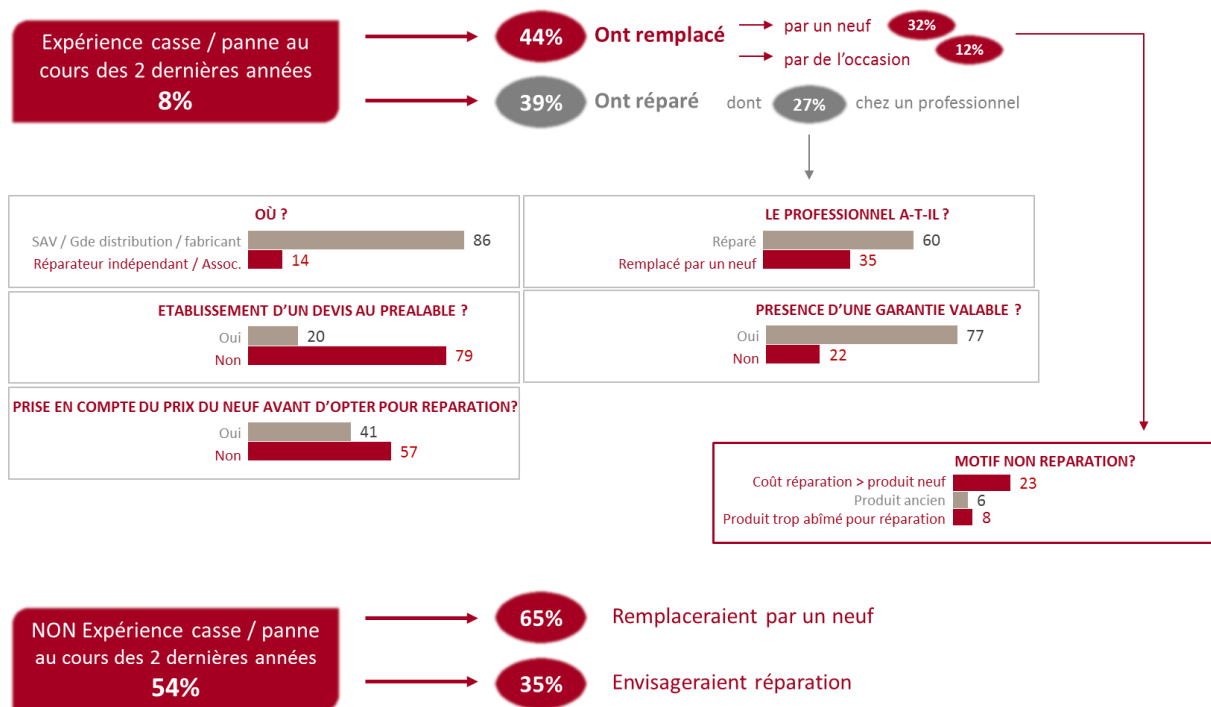 Expérience casse / panne au
cours des 2 dernières années
8%
44% Ont remplacé
par un neuf 32%
par de l'occasion 12%
39% Ont réparé dont 27% chez un professionnel
OÙ ?
SAV / Gde distribution / fabricant 86
Réparateur indépendant / Assoc. 14
LE PROFESSIONNEL A-T-IL ?
Réparé 60
Remplacé par un neuf 35
ETABLISSEMENT D'UN DEVIS AU PREALABLE ?
Oui 20
Non 79
PRESENCE D'UNE GARANTIE VALABLE ?
Oui 77
Non 22
PRISE EN COMPTE DU PRIX DU NEUF AVANT D'OPTER POUR REPARATION?
Oui 41
Non 57
MOTIF NON REPARATION?
Coût réparation > produit neuf 23
Produit ancien 6
Produit trop abîmé pour réparation 8
NON Expérience casse / panne
au cours des 2 dernières années
54%
65% Remplaceraient par un neuf
35% Envisageraient réparation